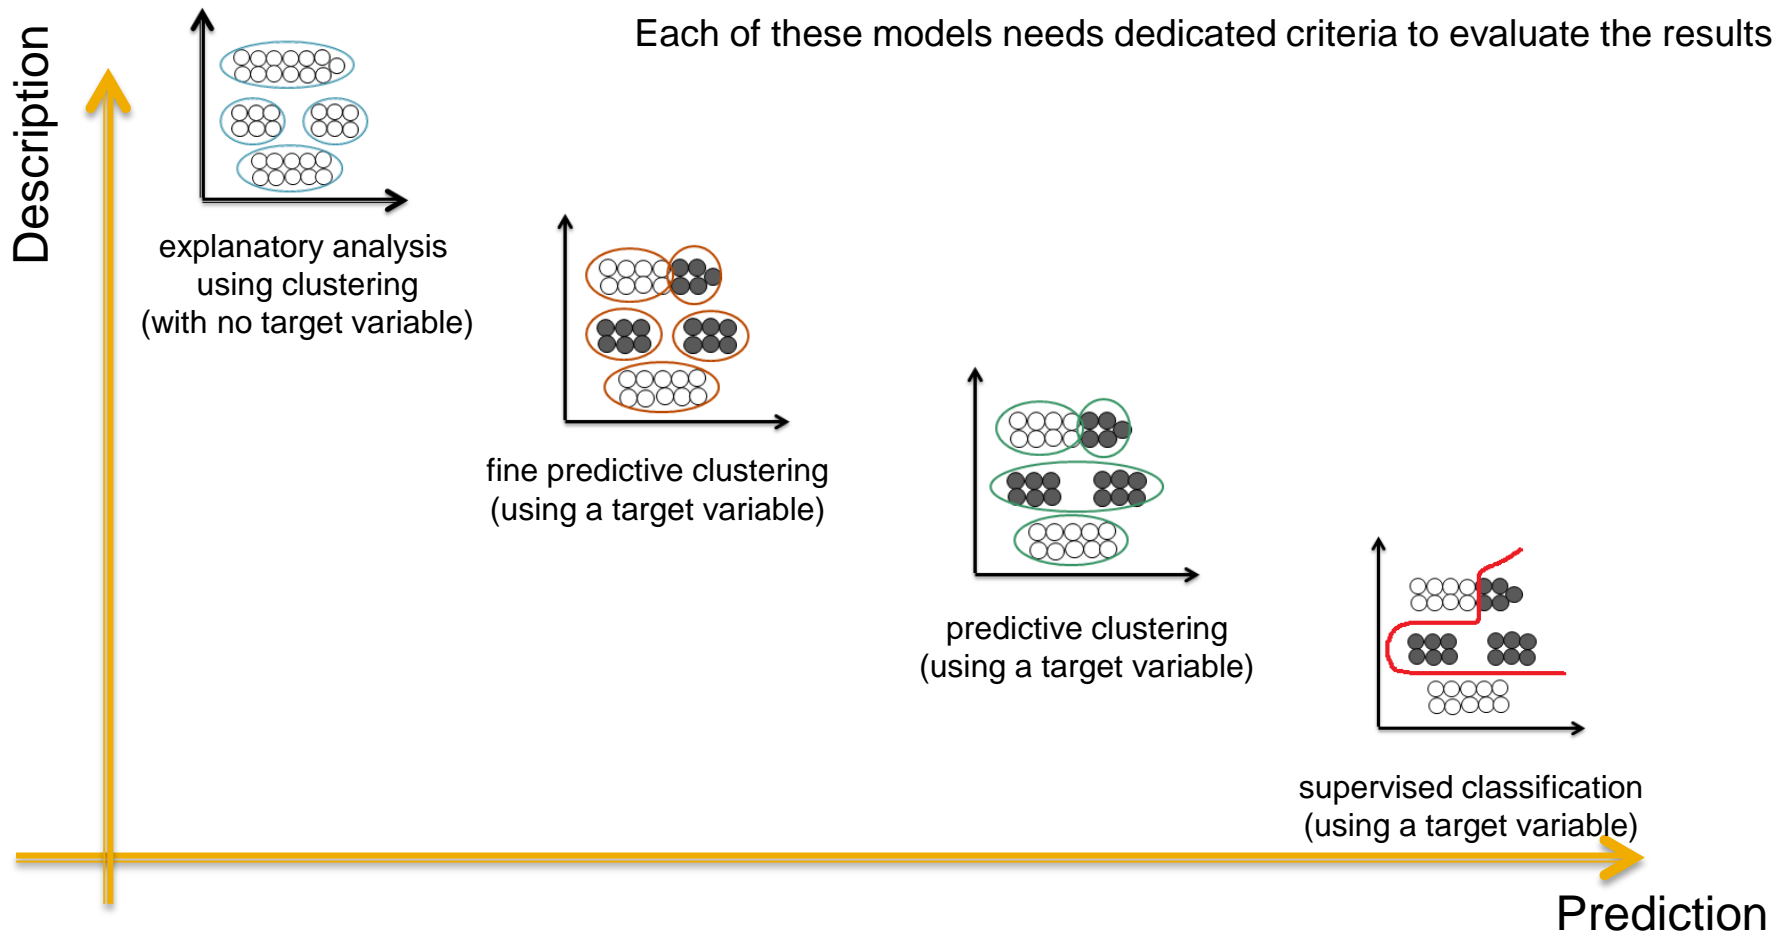 Each of these models needs dedicated criteria to evaluate the results
Description
explanatory analysis
using clustering
(with no target variable)
fine predictive clustering
(using a target variable)
predictive clustering
(using a target variable)
supervised classification
(using a target variable)
Prediction